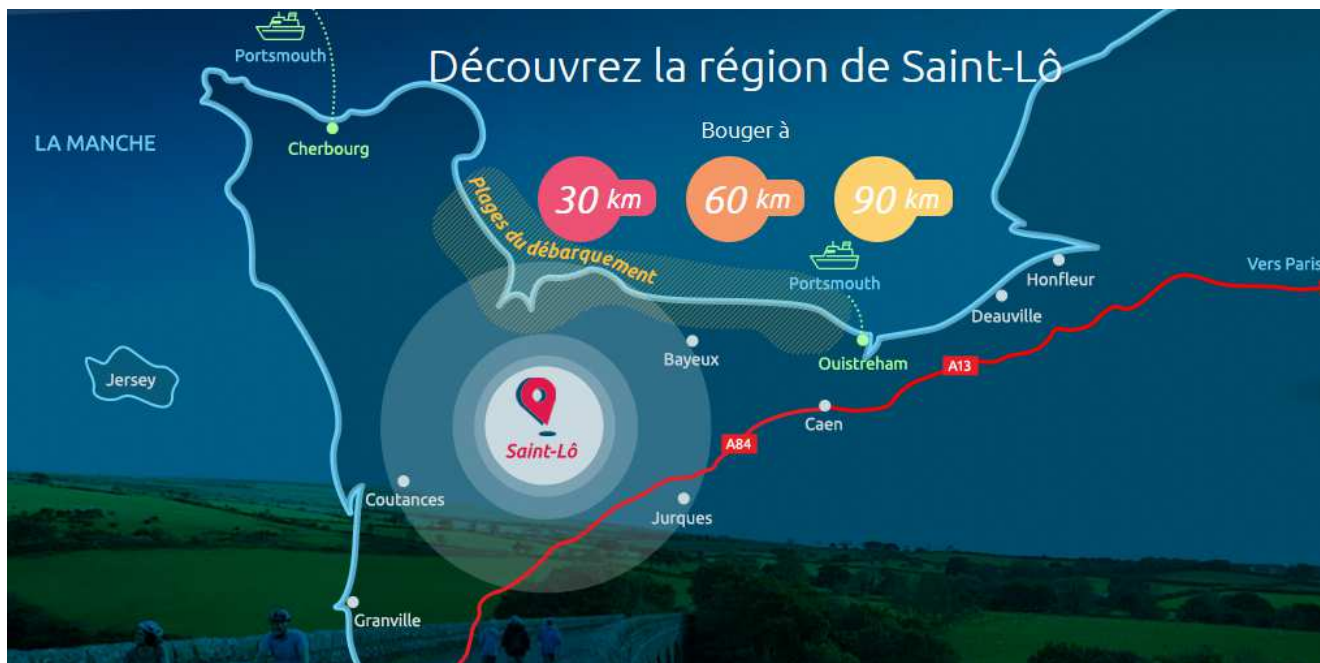 Portsmouth
Découvrez la région de Saint-Lô
LA MANCHE
Cherbourg
Bouger à
30 km
60 km
90 km
Plages du débarquement
Portsmouth
Honfleur
Vers Paris
Deauville
Bayeux
Ouistreham
A13
Jersey
Caen
A84
Saint-Lô
Coutances
Jurques
Granville